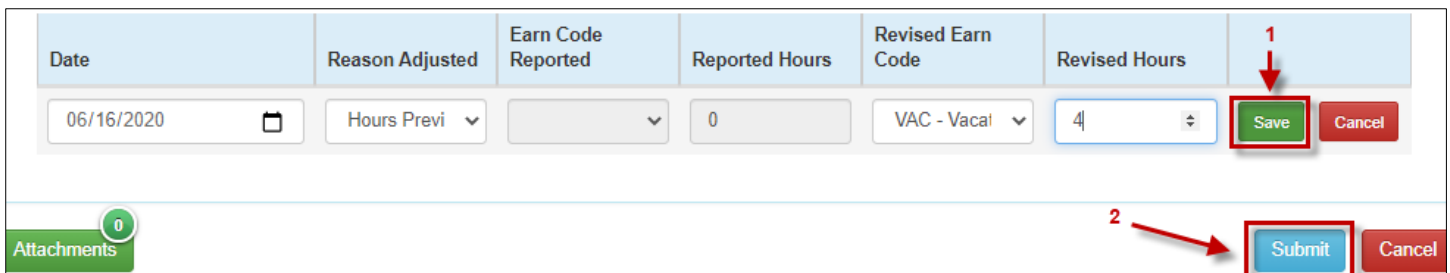 1
Date Reason Adjusted Earn Code Reported Reported Hours Revised Earn Code Revised Hours
06/16/2020 Hours Previ 0 VAC - Vacat 4 Save Cancel
0
2
Attachments Submit Cancel